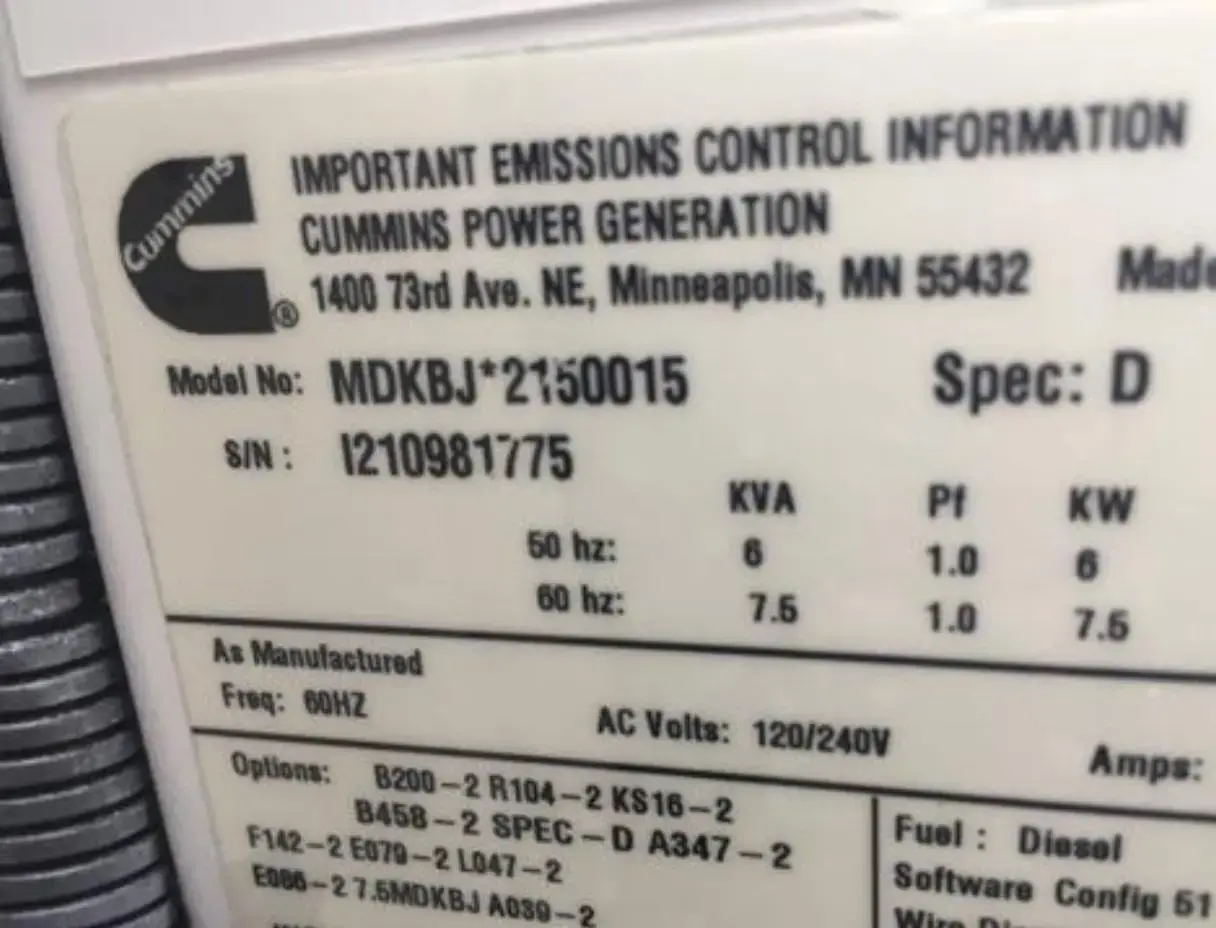 Cummins
IMPORTANT EMISSIONS CONTROL INFORMATION
CUMMINS POWER GENERATION
1400 73rd Ave. NE, Minneapolis, MN 55432 Made
®
Model No: MDKBJ*2150015 Spec: D
S/N : I210981775
KVA Pf KW
50 hz: 6 1.0 6
60 hz: 7.5 1.0 7.5
As Manufactured
Freq: 60HZ AC Volts: 120/240V Amps:
Options: B200-2 R104-2 KS16-2
B458-2 SPEC-D A347-2
F142-2 E079-2 L047-2
E086-2 7.5MDKBJ A039-2
Fuel : Diesel
Software Config 51
Wire